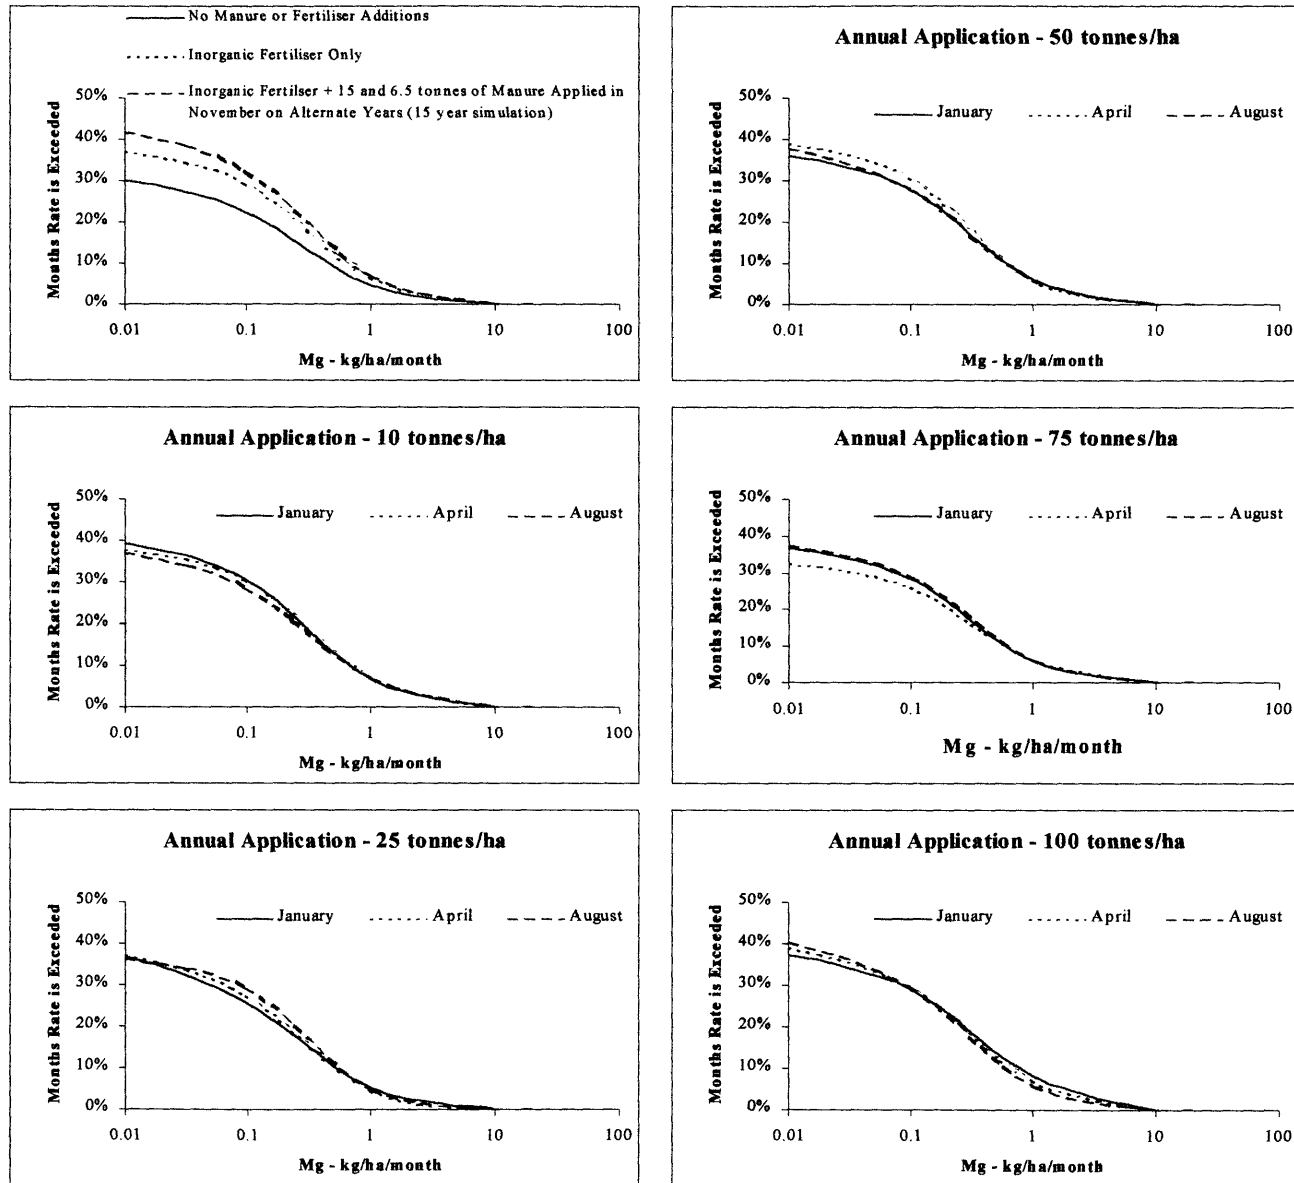 No Manure or Fertiliser Additions
Inorganic Fertiliser Only
Inorganic Fertilser + 15 and 6.5 tonnes of Manure Applied in
November on Alternate Years (15 year simulation)
Months Rate is Exceeded
50%
40%
30%
20%
10%
0%
0.01 0.1 1 10 100
Mg - kg/ha/month
Annual Application - 50 tonnes/ha
January April August
Months Rate is Exceeded
50%
40%
30%
20%
10%
0%
0.01 0.1 1 10 100
Mg - kg/ha/month
Annual Application - 10 tonnes/ha
January April August
Months Rate is Exceeded
50%
40%
30%
20%
10%
0%
0.01 0.1 1 10 100
Mg - kg/ha/month
Annual Application - 75 tonnes/ha
January April August
Months Rate is Exceeded
50%
40%
30%
20%
10%
0%
0.01 0.1 1 10 100
Mg - kg/ha/month
Annual Application - 25 tonnes/ha
January April August
Months Rate is Exceeded
50%
40%
30%
20%
10%
0%
0.01 0.1 1 10 100
Mg - kg/ha/month
Annual Application - 100 tonnes/ha
January April August
Months Rate is Exceeded
50%
40%
30%
20%
10%
0%
0.01 0.1 1 10 100
Mg - kg/ha/month